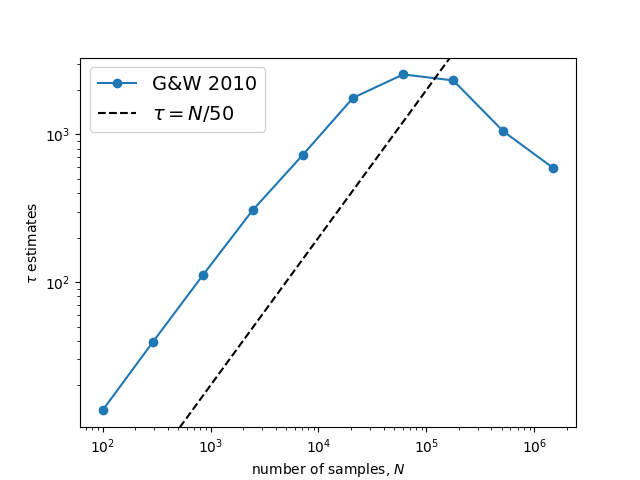 G&W 2010
τ = N/50
10³
10²
τ estimates
10²
10³
10⁴
10⁵
10⁶
number of samples, N